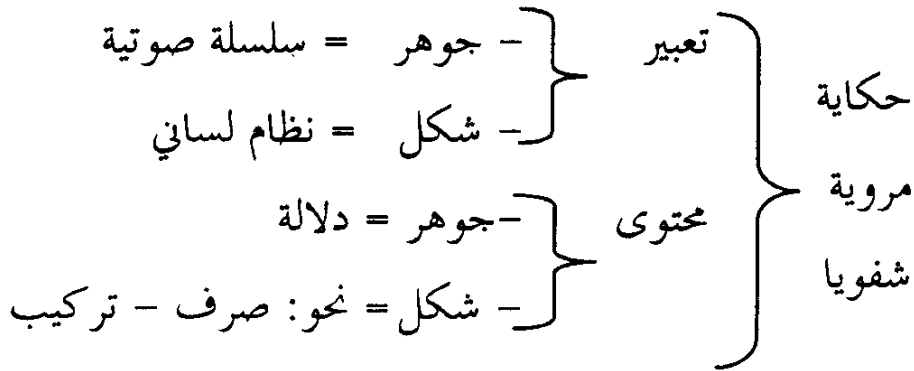 حكاية
مروية
شفويا
تعبير
- جوهر = سلسلة صوتية
- شكل = نظام لساني
محتوى
-جوهر = دلالة
- شكل = نحو: صرف - تركيب